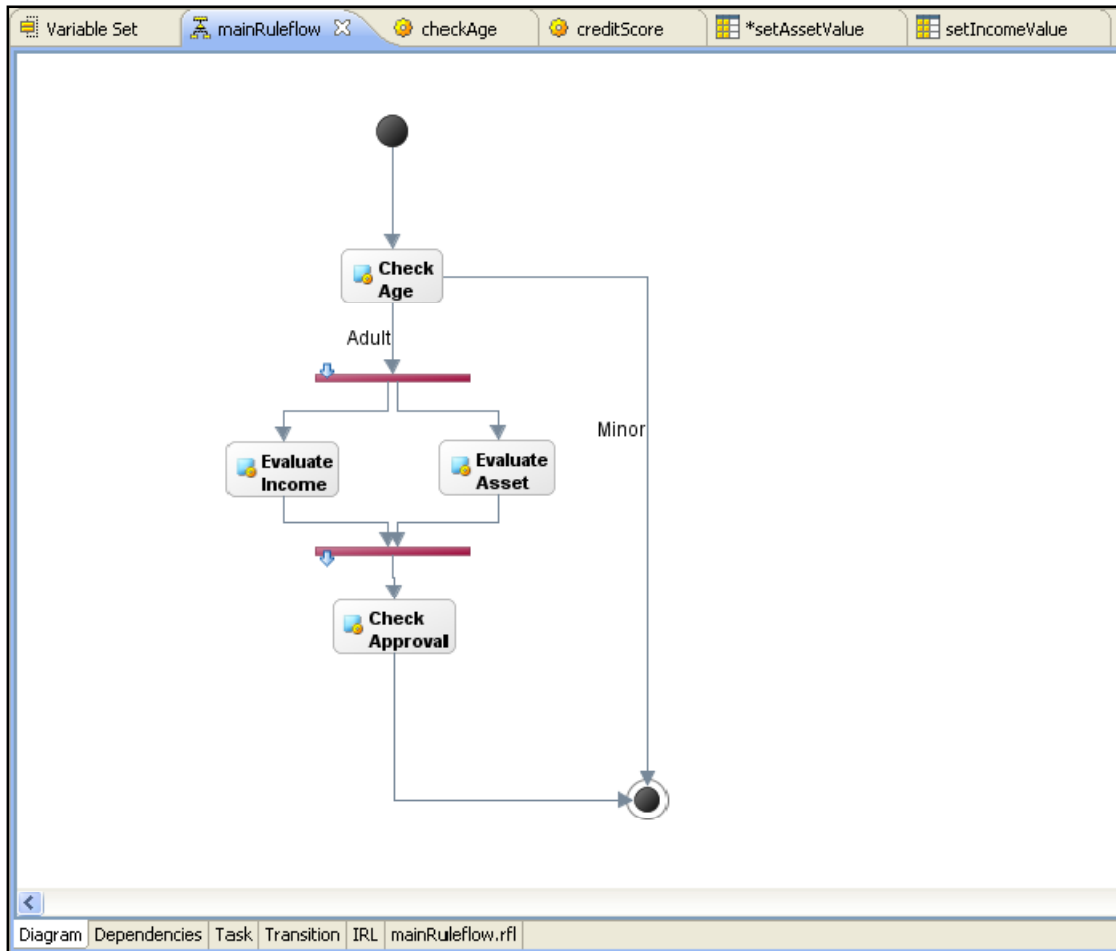 Variable Set
mainRuleflow
checkAge
creditScore
*setAssetValue
setIncomeValue
Check
Age
Adult
Minor
Evaluate
Income
Evaluate
Asset
Check
Approval
Diagram
Dependencies
Task
Transition
IRL
mainRuleflow.rfl